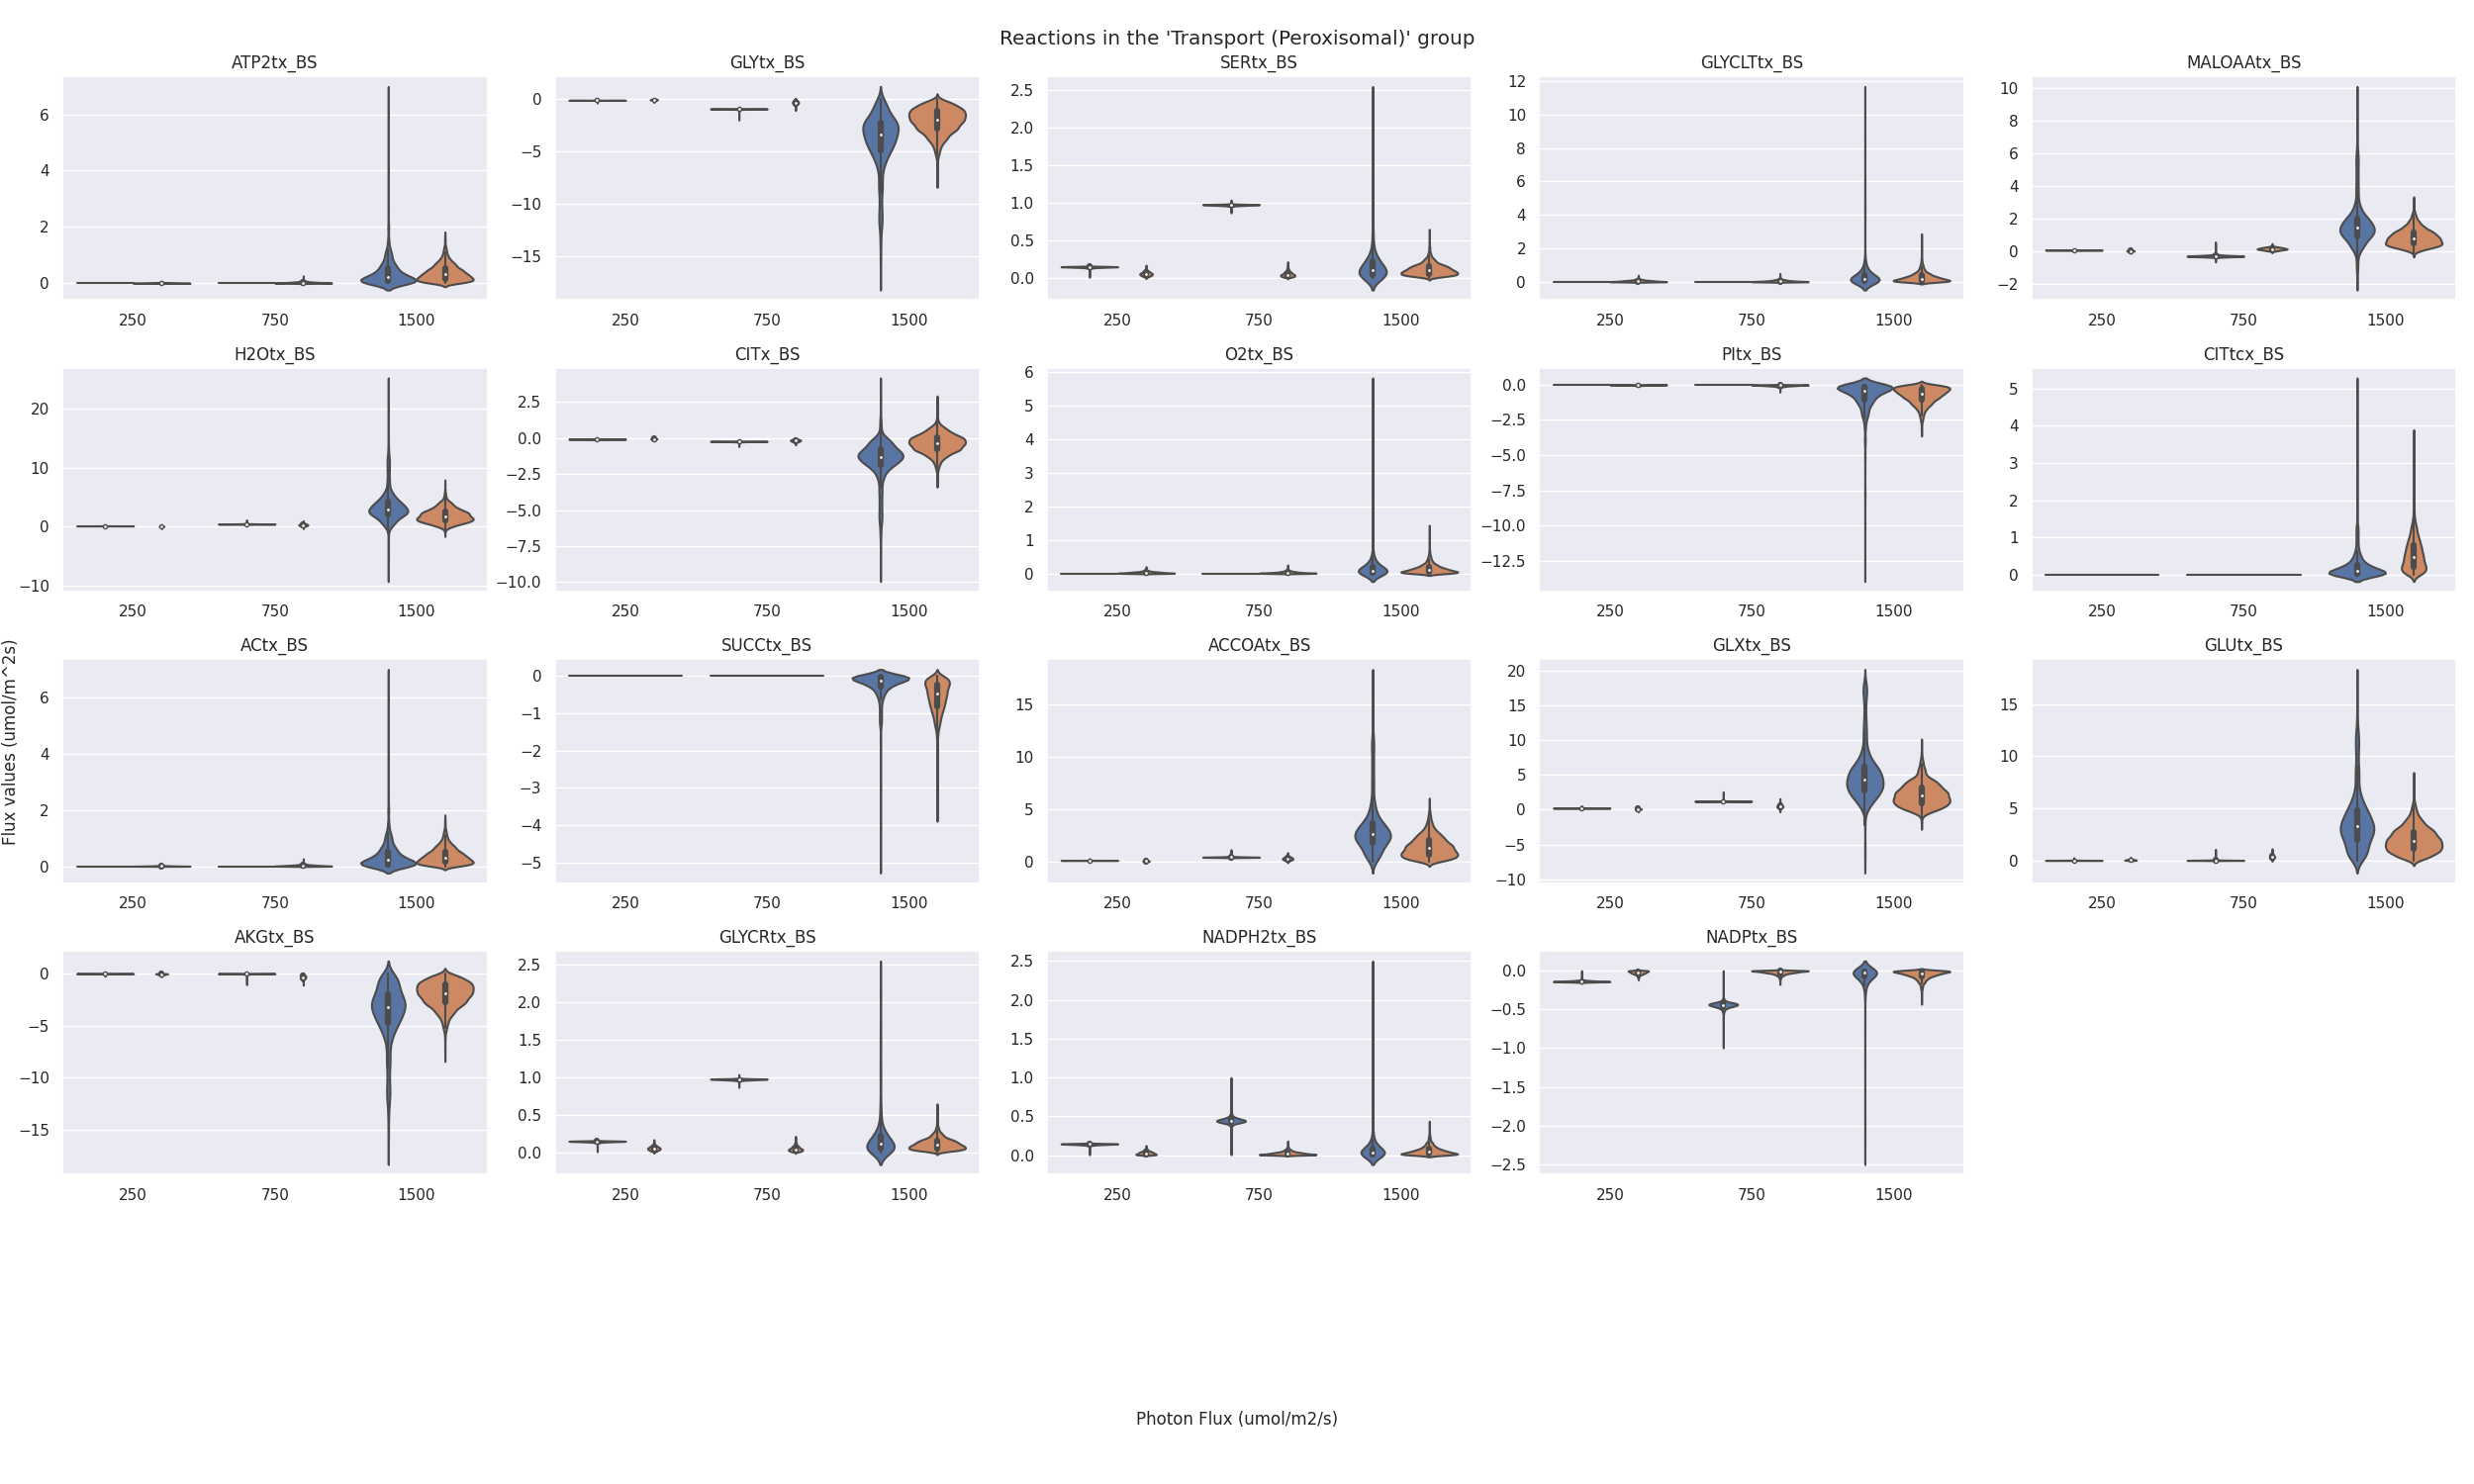 Reactions in the 'Transport (Peroxisomal)' group
ATP2tx_BS
GLYtx_BS
SERtx_BS
GLYCLTtx_BS
MALOAAtx_BS
6
4
2
0
0
−5
−10
−15
2.5
2.0
1.5
1.0
0.5
0.0
12
10
8
6
4
2
0
10
8
6
4
2
0
−2
250 750 1500
250 750 1500
250 750 1500
250 750 1500
250 750 1500
H2Otx_BS
CITx_BS
O2tx_BS
PItx_BS
CITtcx_BS
20
10
0
−10
2.5
0.0
−2.5
−5.0
−7.5
−10.0
6
5
4
3
2
1
0
0.0
−2.5
−5.0
−7.5
−10.0
−12.5
5
4
3
2
1
0
250 750 1500
250 750 1500
250 750 1500
250 750 1500
250 750 1500
Flux values (umol/m^2s)
ACtx_BS
SUCCtx_BS
ACCOAtx_BS
GLXtx_BS
GLUtx_BS
6
4
2
0
0
−1
−2
−3
−4
−5
15
10
5
0
20
15
10
5
0
−5
−10
15
10
5
0
250 750 1500
250 750 1500
250 750 1500
250 750 1500
250 750 1500
AKGtx_BS
GLYCRtx_BS
NADPH2tx_BS
NADPtx_BS
0
−5
−10
−15
2.5
2.0
1.5
1.0
0.5
0.0
2.5
2.0
1.5
1.0
0.5
0.0
0.0
−0.5
−1.0
−1.5
−2.0
−2.5
250 750 1500
250 750 1500
250 750 1500
250 750 1500
Photon Flux (umol/m2/s)